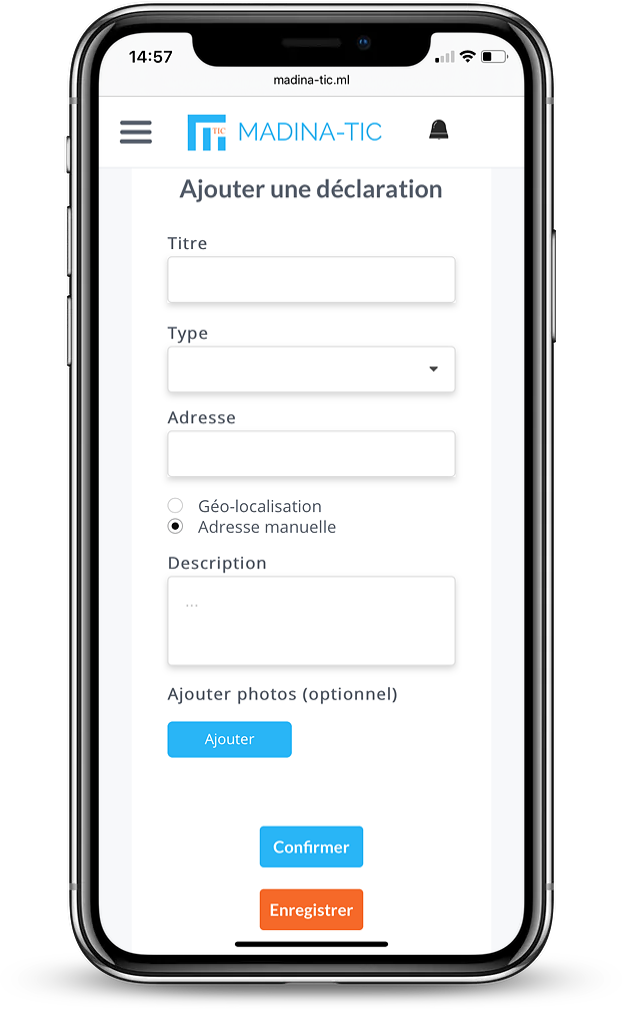 14:57
madina-tic.ml
TIC MADINA-TIC
Ajouter une déclaration
Titre
Type
Adresse
Géo-localisation
Adresse manuelle
Description
...
Ajouter photos (optionnel)
Ajouter
Confirmer
Enregistrer